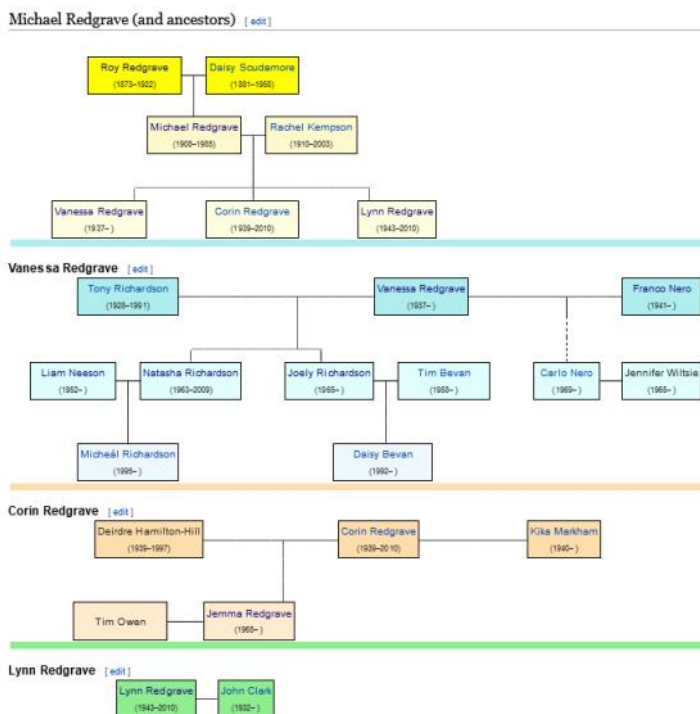 Michael Redgrave (and ancestors) [edit]
Roy Redgrave Daisy Scudamore
(1873–1922) (1881–1958)
Michael Redgrave Rachel Kempson
(1908–1985) (1910–2003)
Vanessa Redgrave Corin Redgrave Lynn Redgrave
(1937– ) (1939–2010) (1943–2010)
Vanessa Redgrave [edit]
Tony Richardson Vanessa Redgrave Franco Nero
(1928–1991) (1937– ) (1941– )
Liam Neeson Natasha Richardson Joely Richardson Tim Bevan Carlo Nero Jennifer Wiltsie
(1952– ) (1963–2009) (1965– ) (1958– ) (1969– ) (1965– )
Micheál Richardson Daisy Bevan
(1995– ) (1992– )
Corin Redgrave [edit]
Deirdre Hamilton-Hill Corin Redgrave Kika Markham
(1939–1997) (1939–2010) (1940– )
Tim Owen Jemma Redgrave
(1965– )
Lynn Redgrave [edit]
Lynn Redgrave John Clark
(1943–2010) (1932– )